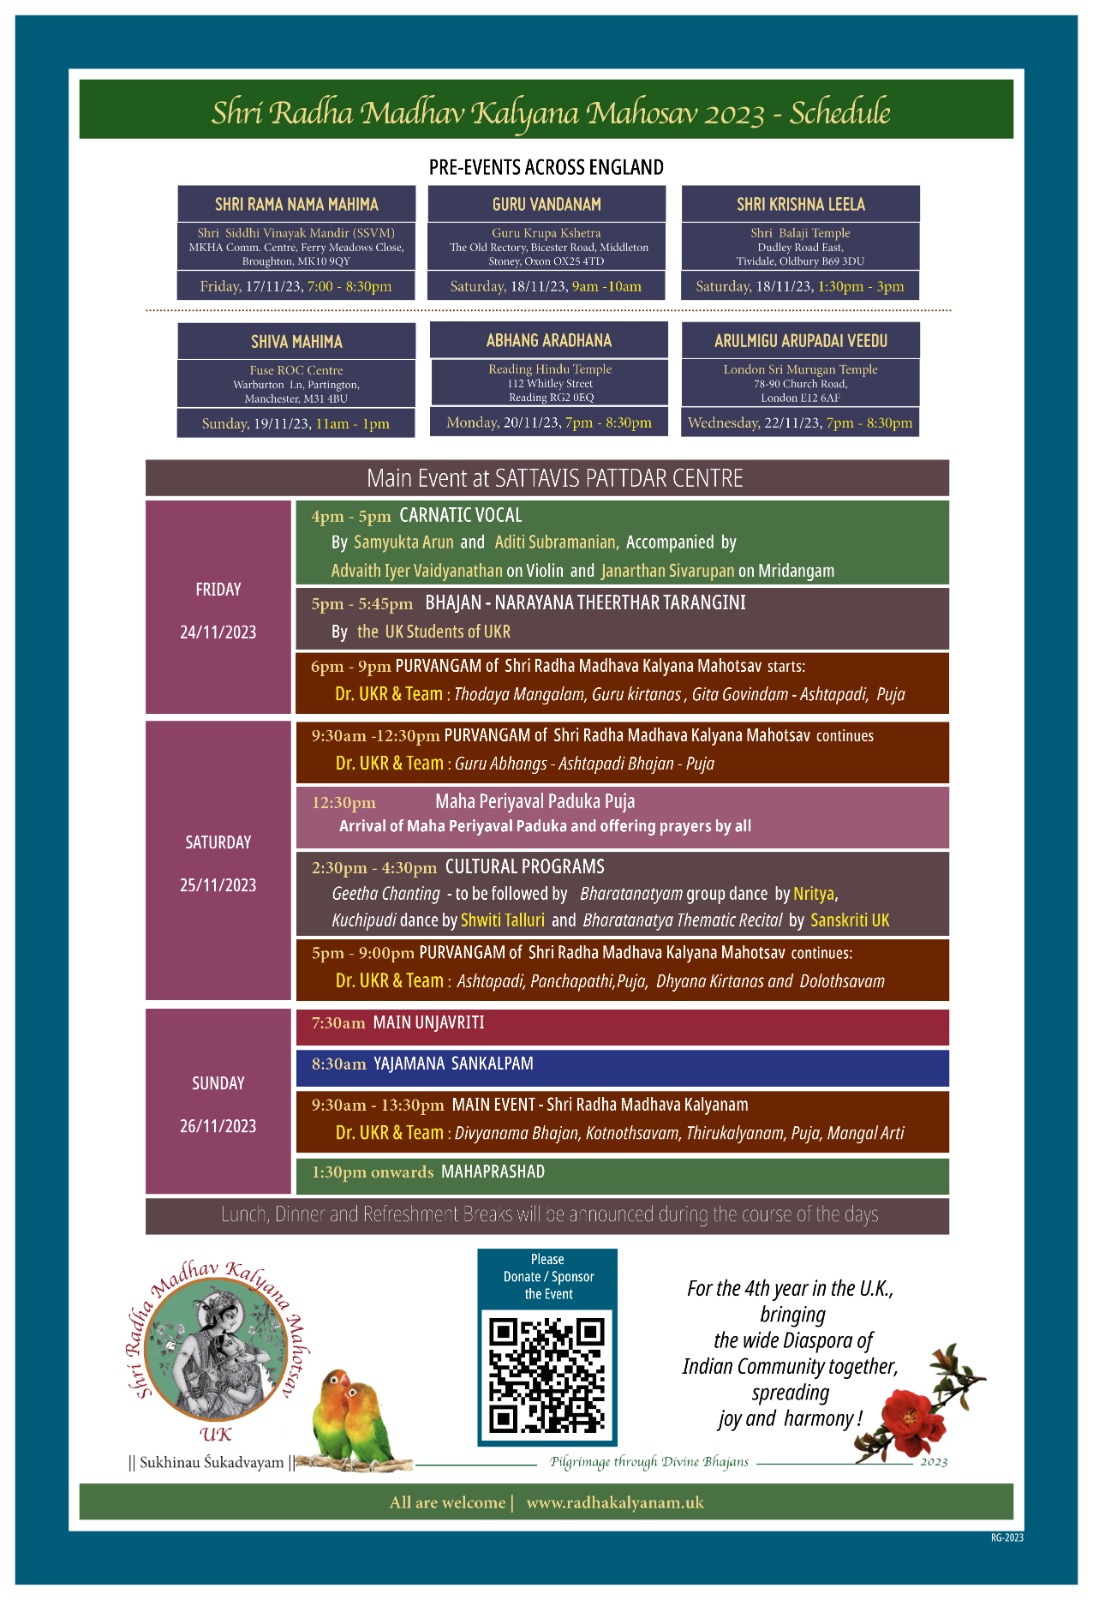 Shri Radha Madhav Kalyana Mahosav 2023 - Schedule
PRE-EVENTS ACROSS ENGLAND
SHRI RAMA NAMA MAHIMA
Shri Siddhi Vinayak Mandir (SSVM)
MKHA Comm. Centre, Ferry Meadows Close,
Broughton, MK10 9QY
Friday, 17/11/23, 7:00 - 8:30pm
GURU VANDANAM
Guru Krupa Kshetra
The Old Rectory, Bicester Road, Middleton
Stoney, Oxon OX25 4TD
Saturday, 18/11/23, 9am -10am
SHRI KRISHNA LEELA
Shri Balaji Temple
Dudley Road East,
Tividale, Oldbury B69 3DU
Saturday, 18/11/23, 1:30pm - 3pm
SHIVA MAHIMA
Fuse ROC Centre
Warburton Ln, Partington,
Manchester, M31 4BU
Sunday, 19/11/23, 11am - 1pm
ABHANG ARADHANA
Reading Hindu Temple
112 Whitley Street
Reading RG2 0EQ
Monday, 20/11/23, 7pm - 8:30pm
ARULMIGU ARUPADAI VEEDU
London Sri Murugan Temple
78-90 Church Road,
London E12 6AF
Wednesday, 22/11/23, 7pm - 8:30pm
Main Event at SATTAVIS PATTDAR CENTRE
FRIDAY
24/11/2023
4pm - 5pm CARNATIC VOCAL
By Samyukta Arun and Aditi Subramanian, Accompanied by
Advaith Iyer Vaidyanathan on Violin and Janarthan Sivarupan on Mridangam
5pm - 5:45pm BHAJAN - NARAYANA THEERTHAR TARANGINI
By the UK Students of UKR
6pm - 9pm PURVANGAM of Shri Radha Madhava Kalyana Mahotsav starts:
Dr. UKR & Team : Thodaya Mangalam, Guru kirtanas , Gita Govindam - Ashtapadi, Puja
SATURDAY
25/11/2023
9:30am -12:30pm PURVANGAM of Shri Radha Madhava Kalyana Mahotsav continues
Dr. UKR & Team : Guru Abhangs - Ashtapadi Bhajan - Puja
12:30pm Maha Periyaval Paduka Puja
Arrival of Maha Periyaval Paduka and offering prayers by all
2:30pm - 4:30pm CULTURAL PROGRAMS
Geetha Chanting - to be followed by Bharatanatyam group dance by Nritya,
Kuchipudi dance by Shwiti Talluri and Bharatanatya Thematic Recital by Sanskriti UK
5pm - 9:00pm PURVANGAM of Shri Radha Madhava Kalyana Mahotsav continues:
Dr. UKR & Team : Ashtapadi, Panchapathi,Puja, Dhyana Kirtanas and Dolothsavam
SUNDAY
26/11/2023
7:30am MAIN UNJAVRITI
8:30am YAJAMANA SANKALPAM
9:30am - 13:30pm MAIN EVENT - Shri Radha Madhava Kalyanam
Dr. UKR & Team : Divyanama Bhajan, Kotnothsavam, Thirukalyanam, Puja, Mangal Arti
1:30pm onwards MAHAPRASHAD
Lunch, Dinner and Refreshment Breaks will be announced during the course of the days
Shri Radha Madhav Kalyana Mahotsav
UK
|| Sukhinau Śukadvayam ||
Please
Donate / Sponsor
the Event
For the 4th year in the U.K.,
bringing
the wide Diaspora of
Indian Community together,
spreading
joy and harmony !
Pilgrimage through Divine Bhajans
2023
All are welcome | www.radhakalyanam.uk
RG-2023